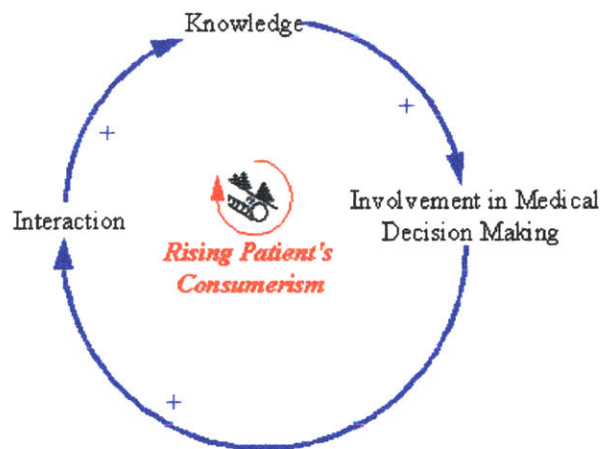 Knowledge
+
+
Interaction
Involvement in Medical
Decision Making
Rising Patient's
Consumerism
+